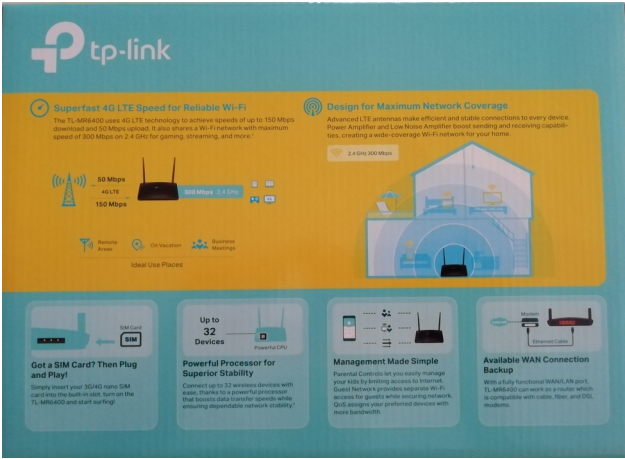 tp-link
Superfast 4G LTE Speed for Reliable Wi-Fi
The TL-MR6400 uses 4G LTE technology to achieve speeds of up to 150 Mbps
download and 50 Mbps upload. It also shares a Wi-Fi network with maximum
speed of 300 Mbps on 2.4 GHz for gaming, streaming, and more.
50 Mbps
4G LTE
150 Mbps
300 Mbps 2.4 GHz
Remote
Areas
On Vacation
Business
Meetings
Ideal Use Places
Design for Maximum Network Coverage
Advanced LTE antennas make efficient and stable connections to every device.
Power Amplifier and Low Noise Amplifier boost sending and receiving capabili-
ties, creating a wide-coverage Wi-Fi network for your home.
2.4 GHz 300 Mbps
SIM Card
SIM
Got a SIM Card? Then Plug
and Play!
Simply insert your 3G/4G nano SIM
card into the built-in slot, turn on the
TL-MR6400 and start surfing!
Up to
32
Devices
Powerful CPU
Powerful Processor for
Superior Stability
Connect up to 32 wireless devices with
ease, thanks to a powerful processor
that boosts data transfer speeds while
ensuring dependable network stability.
Management Made Simple
Parental Controls let you easily manage
your kids by limiting access to Internet.
Guest Network provides separate Wi-Fi
access for guests while securing network.
QoS assigns your preferred devices with
more bandwidth.
Modem
Ethernet Cable
Available WAN Connection
Backup
With a fully functional WAN/LAN port,
TL-MR6400 can work as a router which
is compatible with cable, fiber, and DSL
modems.